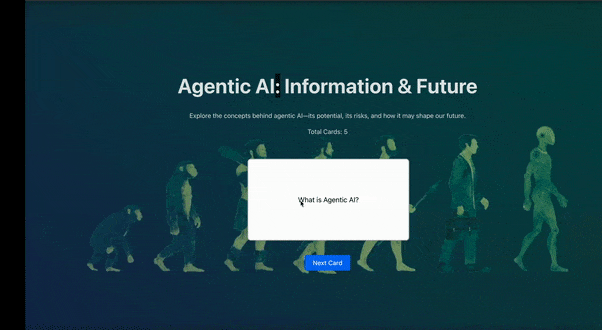 Agentic AI: Information & Future
Explore the concepts behind agentic AI—its potential, its risks, and how it may shape our future.
Total Cards: 5
What is Agentic AI?
Next Card